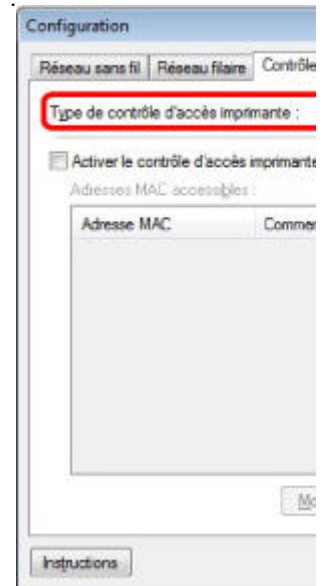 Configuration
Réseau sans fil Réseau filaire Contrôle
Type de contrôle d'accès imprimante :
Activer le contrôle d'accès imprimante
Adresses MAC accessibles :
Adresse MAC
Instructions